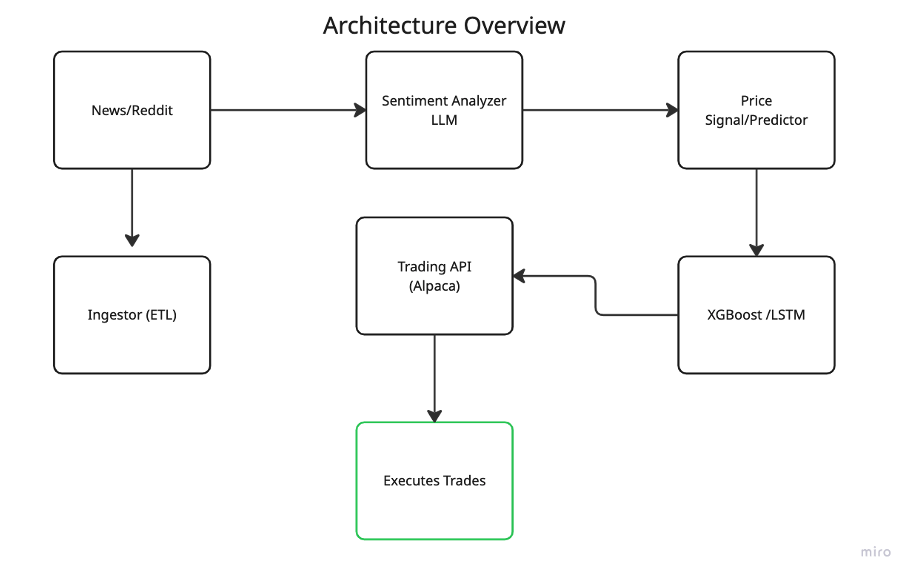 Architecture Overview
News/Reddit
Sentiment Analyzer
LLM
Price
Signal/Predictor
Ingestor (ETL)
Trading API
(Alpaca)
XGBoost /LSTM
Executes Trades
miro